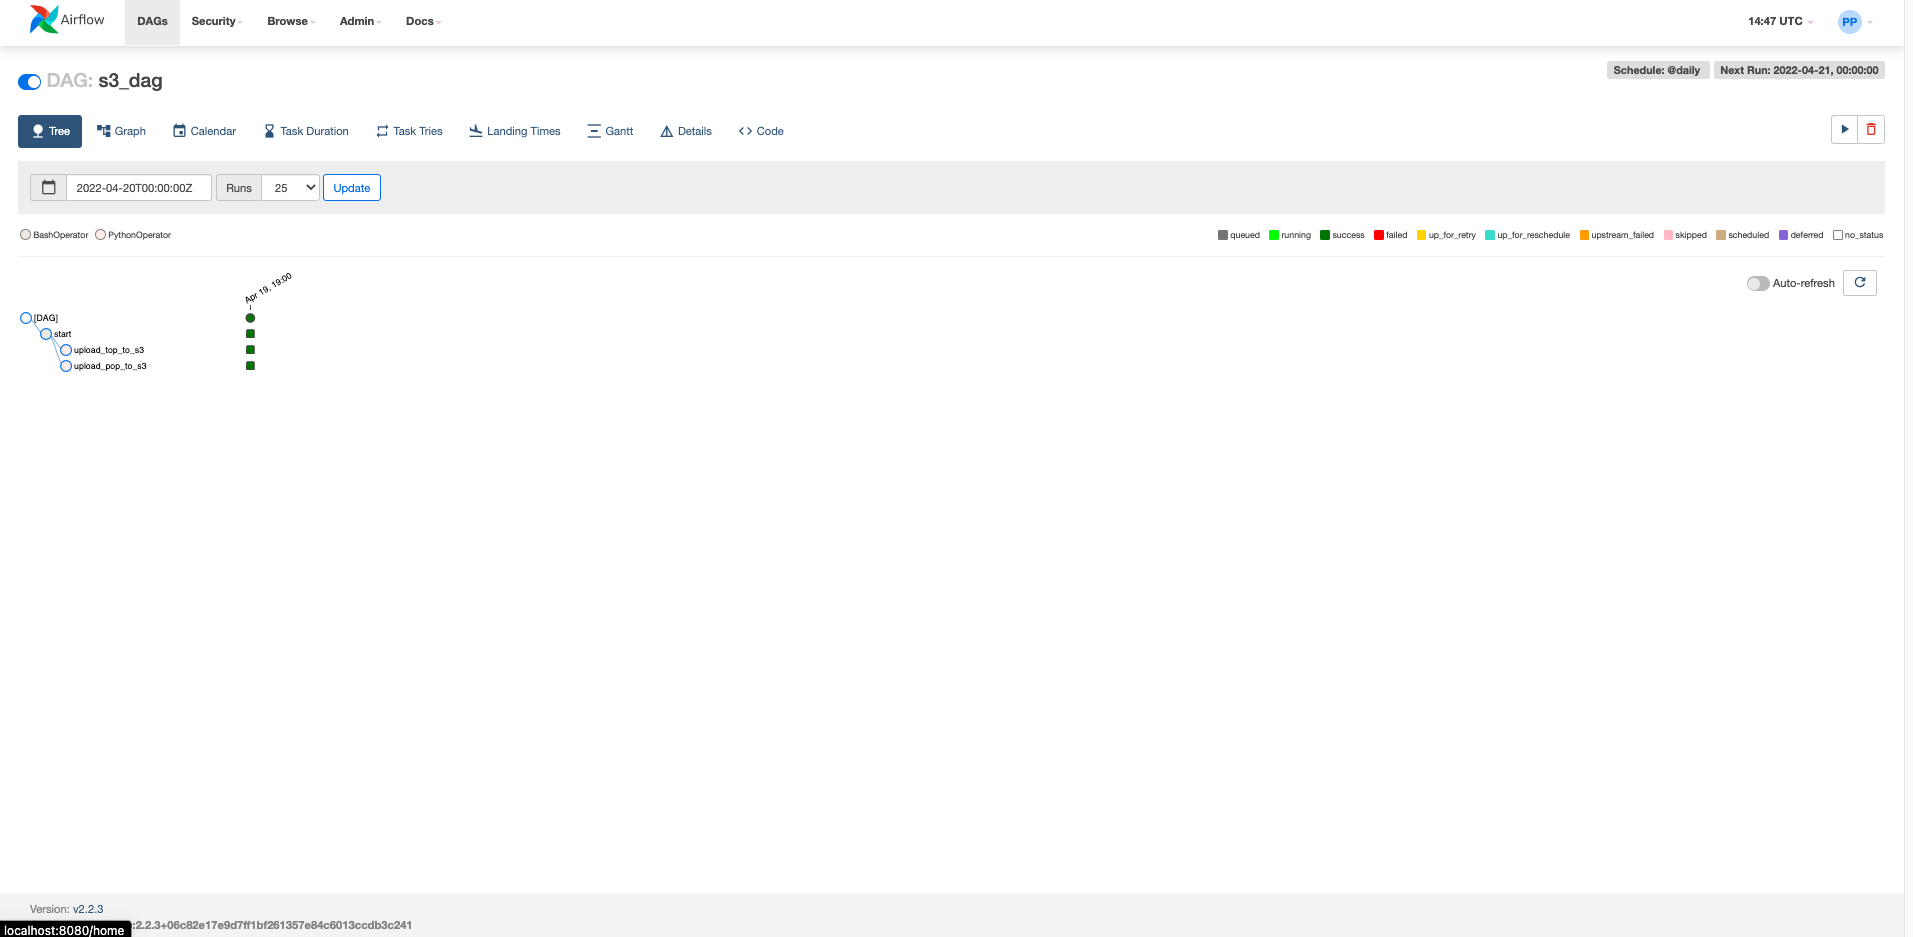 Airflow DAGs Security Browse Admin Docs 14:47 UTC PP
DAG: s3_dag Schedule: @daily Next Run: 2022-04-21, 00:00:00
Tree Graph Calendar Task Duration Task Tries Landing Times Gantt Details Code
2022-04-20T00:00:00Z Runs 25 Update
BashOperator PythonOperator queued running success failed up_for_retry up_for_reschedule upstream_failed skipped scheduled deferred no_status
Auto-refresh
Apr 19, 19:00
[DAG]
start
upload_top_to_s3
upload_pop_to_s3
Version: v2.2.3
:2.2.3+06c82e17e9d7ff1bf261357e84c6013ccdb3c241
localhost:8080/home